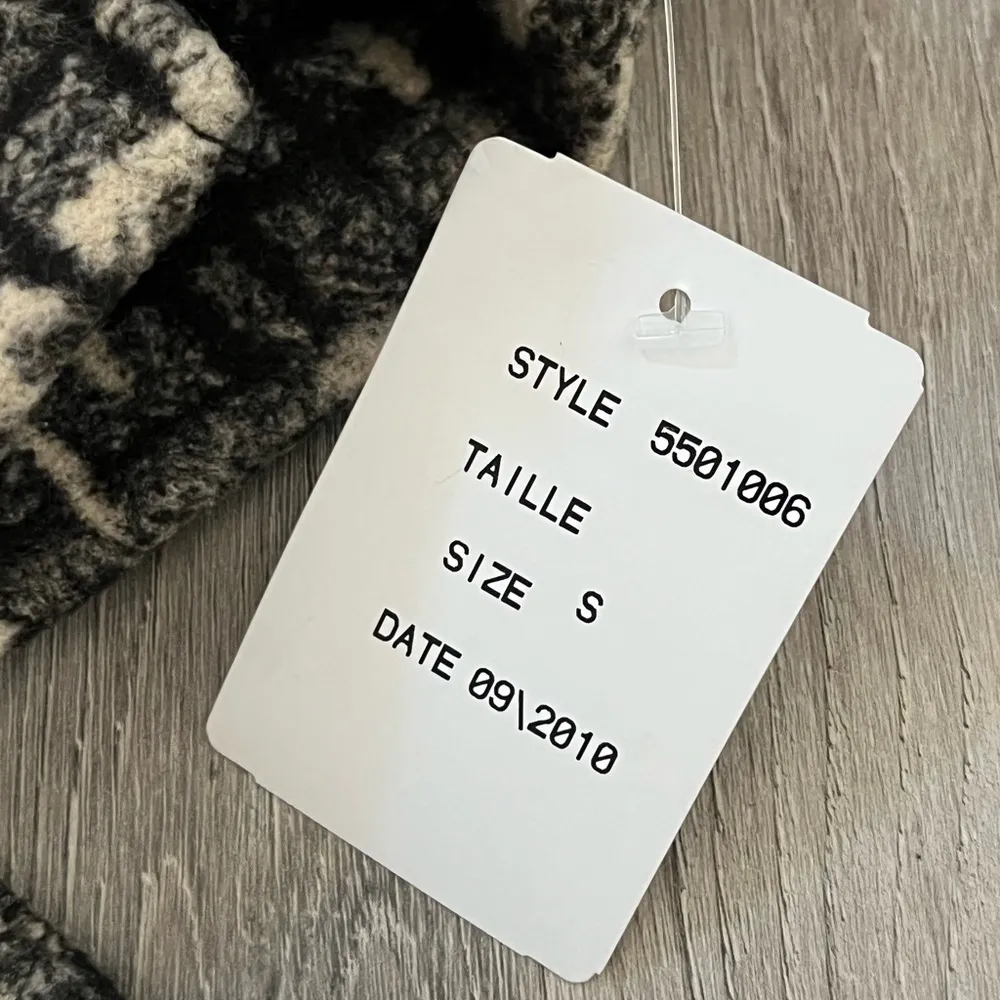 STYLE 5501006
TAILLE
SIZE S
DATE 09\2010